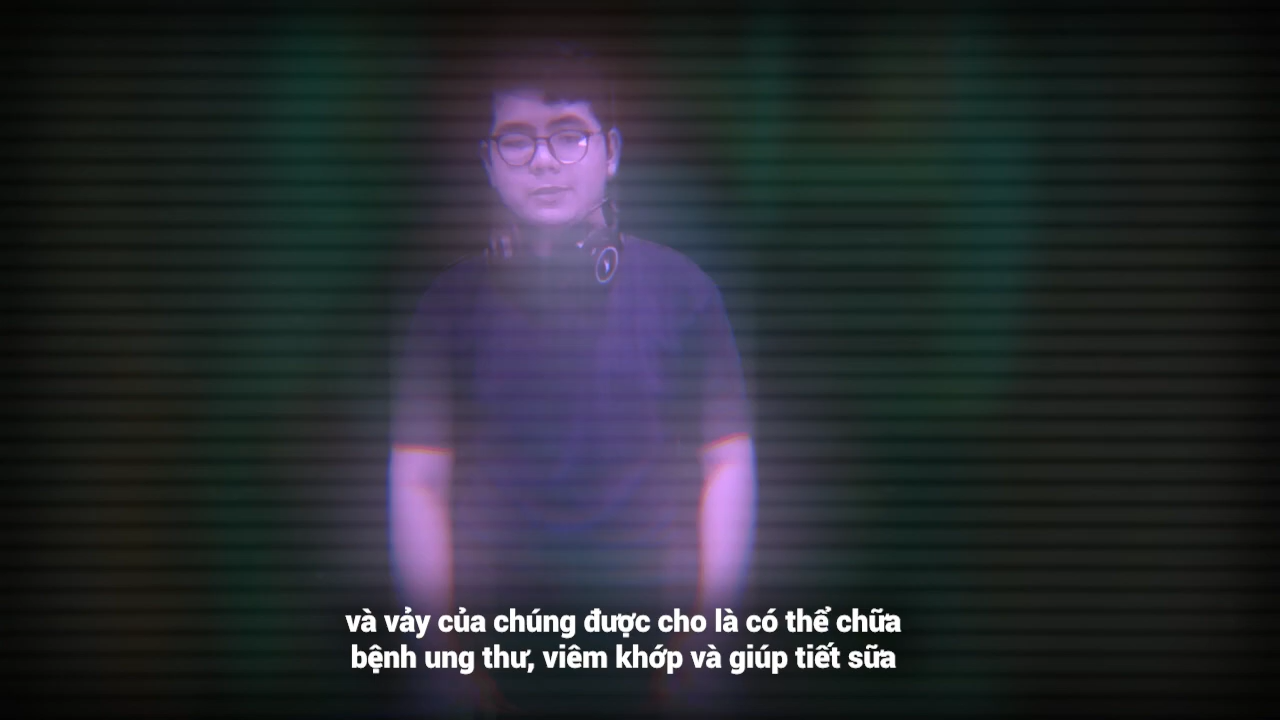 và vảy của chúng được cho là có thể chữa
bệnh ung thư, viêm khớp và giúp tiết sữa